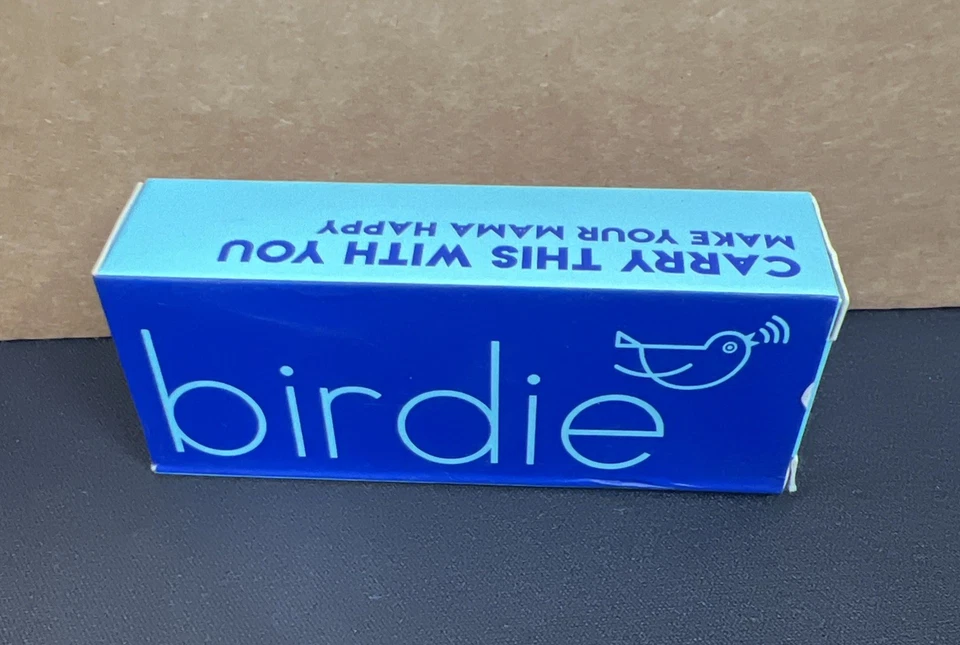 CARRY THIS WITH YOU
MAKE YOUR MAMA HAPPY
birdie